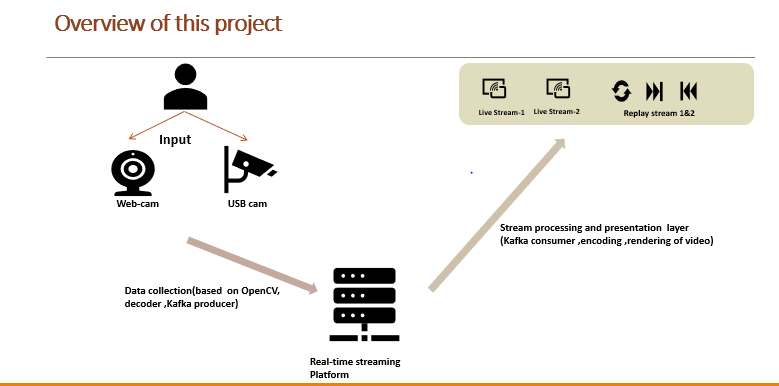 Overview of this project
Input
Web-cam
USB cam
Live Stream-1
Live Stream-2
Replay stream 1&2
Stream processing and presentation layer
(Kafka consumer ,encoding ,rendering of video)
Data collection(based on OpenCV,
decoder ,Kafka producer)
Real-time streaming
Platform